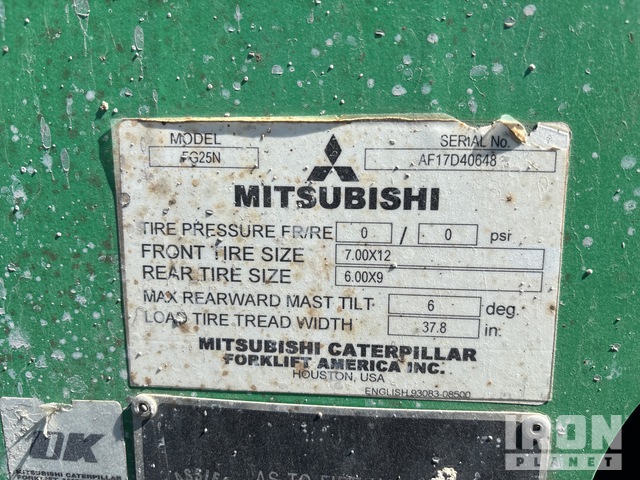 MODEL SERIAL No.
FG25N AF17D40648
MITSUBISHI
TIRE PRESSURE FR/RE 0 / 0 psi
FRONT TIRE SIZE 7.00X12
REAR TIRE SIZE 6.00X9
MAX REARWARD MAST TILT 6 deg.
LOAD TIRE TREAD WIDTH 37.8 in.
MITSUBISHI CATERPILLAR
FORKLIFT AMERICA INC.
HOUSTON, USA
ENGLISH 93083-08500
MITSUBISHI CATERPILLAR
AS TO
IRON
PLANET